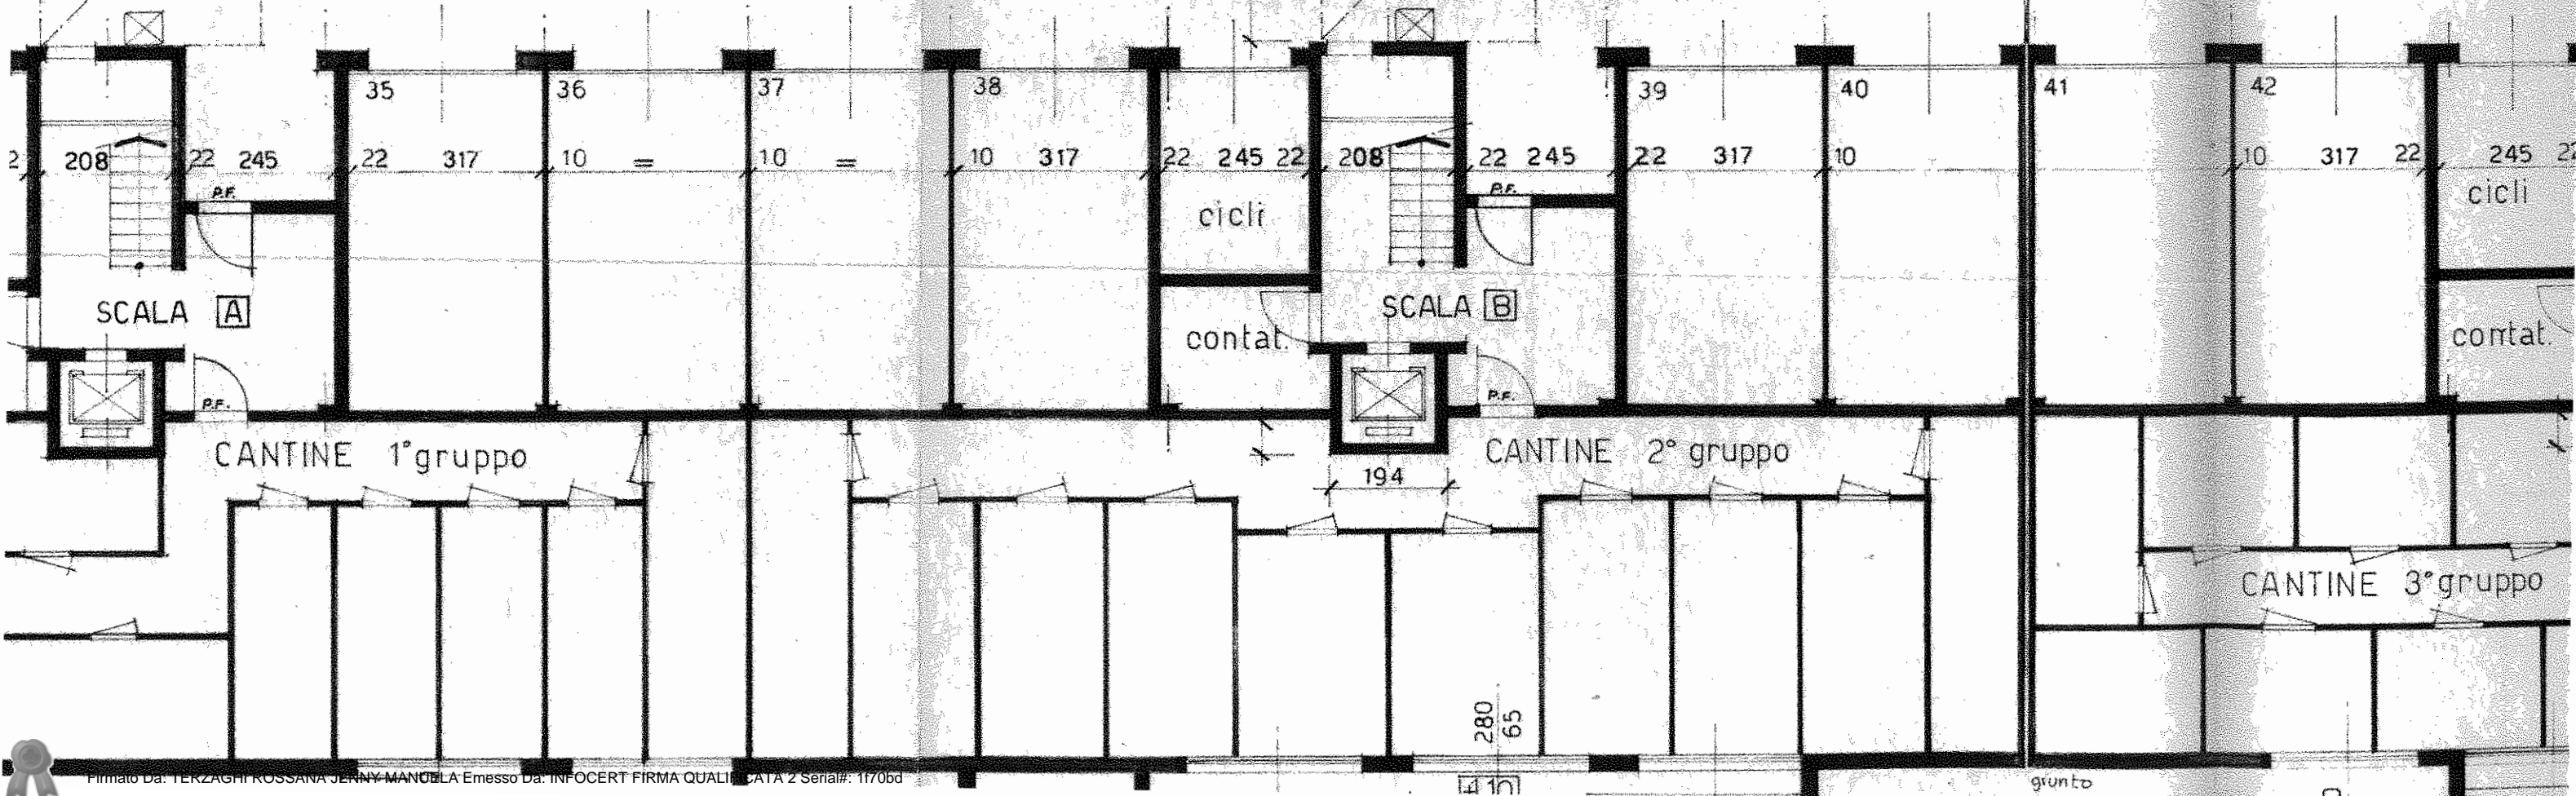 35 36 37 38 39 40 41 42
2 208 22 245 22 317 10 = 10 = 10 317 22 245 22 208 22 245 22 317 10 10 317 22 245 22
P.F. P.F.
cicli cicli
SCALA A SCALA B
contat. contat.
P.F. P.F.
CANTINE 1° gruppo CANTINE 2° gruppo
194
CANTINE 3° gruppo
280
65
Firmato Da: TERZAGHI ROSSANA JENNY MANUELA Emesso Da: INFOCERT FIRMA QUALIFICATA 2 Serial#: 1f70bd
giunto